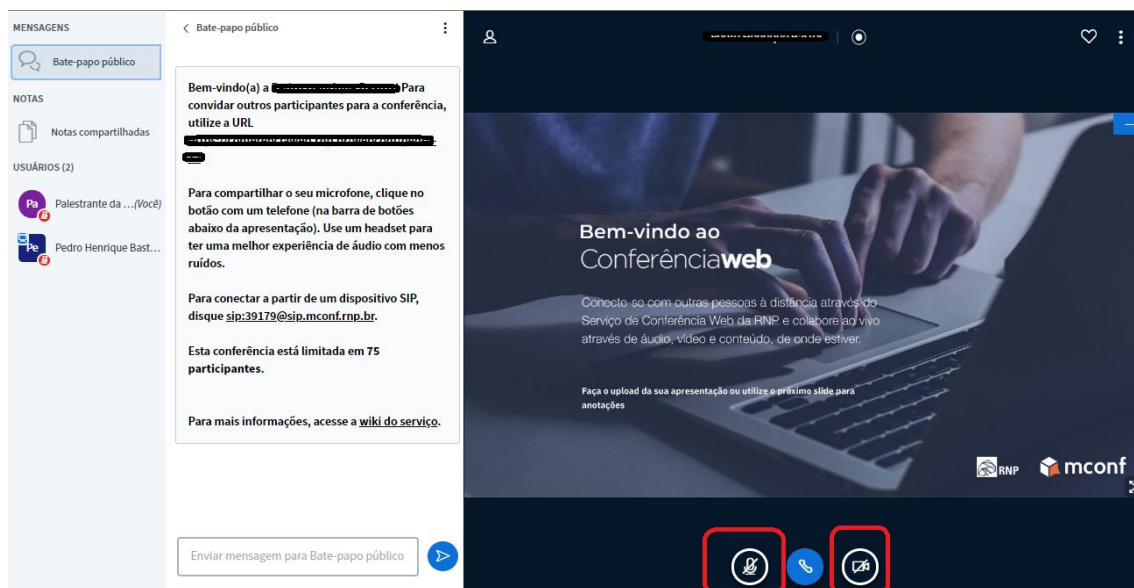 MENSAGENS
Bate-papo público
NOTAS
Notas compartilhadas
USUÁRIOS (2)
Pa
Palestrante da ...(Você)
Pe
Pedro Henrique Bast...
Bate-papo público
Bem-vindo(a) a
Para
convidar outros participantes para a conferência,
utilize a URL
Para compartilhar o seu microfone, clique no
botão com um telefone (na barra de botões
abaixo da apresentação). Use um headset para
ter uma melhor experiência de áudio com menos
ruídos.
Para conectar a partir de um dispositivo SIP,
disque sip:39179@sip.mconf.rnp.br.
Esta conferência está limitada em 75
participantes.
Para mais informações, acesse a wiki do serviço.
Enviar mensagem para Bate-papo público
Bem-vindo ao
Conferênciaweb
Conecte-se com outras pessoas à distância através do
Serviço de Conferência Web da RNP e colabore ao vivo
através de áudio, vídeo e conteúdo, de onde estiver.
Faça o upload da sua apresentação ou utilize o próximo slide para
anotações
RNP
mconf